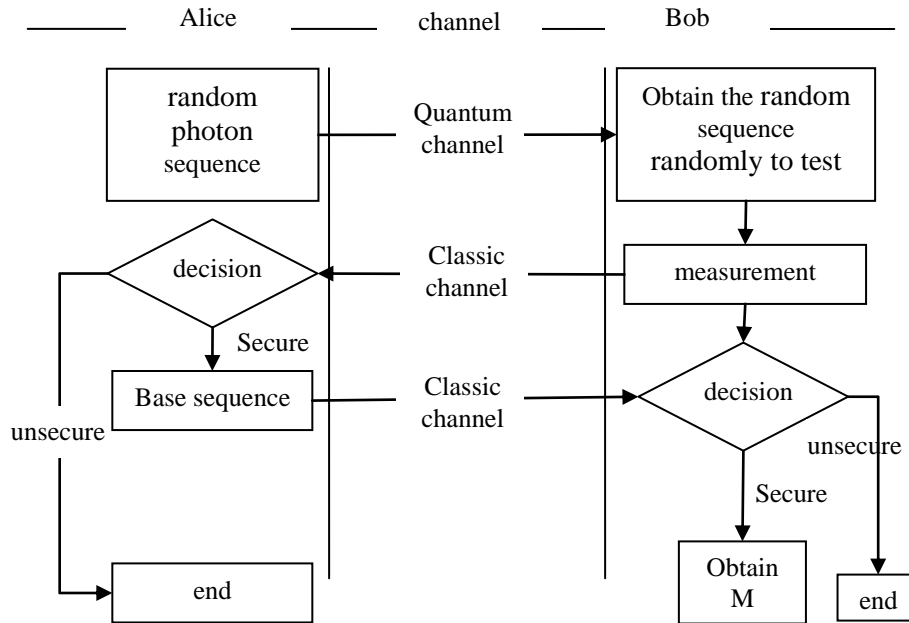 Alice channel Bob
random
photon
sequence
Quantum
channel
Obtain the random
sequence
randomly to test
decision
Classic
channel
measurement
Secure
Base sequence
Classic
channel
decision
unsecure
unsecure
Secure
end
Obtain
M
end